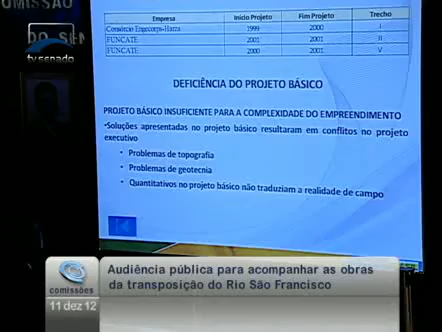 COMISSÃO
DO SEN
tv senado
Empresa Inicio Projeto Fim Projeto Trecho
Consórcio Engecorps-Harza 1999 2000 I
FUNCATE 2001 2001 II
FUNCATE 2000 2001 V
DEFICIÊNCIA DO PROJETO BÁSICO
PROJETO BÁSICO INSUFICIENTE PARA A COMPLEXIDADE DO EMPREENDIMENTO
•Soluções apresentadas no projeto básico resultaram em conflitos no projeto
executivo
• Problemas de topografia
• Problemas de geotecnia
• Quantitativos no projeto básico não traduziam a realidade de campo
comissões
11 dez 12
Audiência pública para acompanhar as obras
da transposição do Rio São Francisco